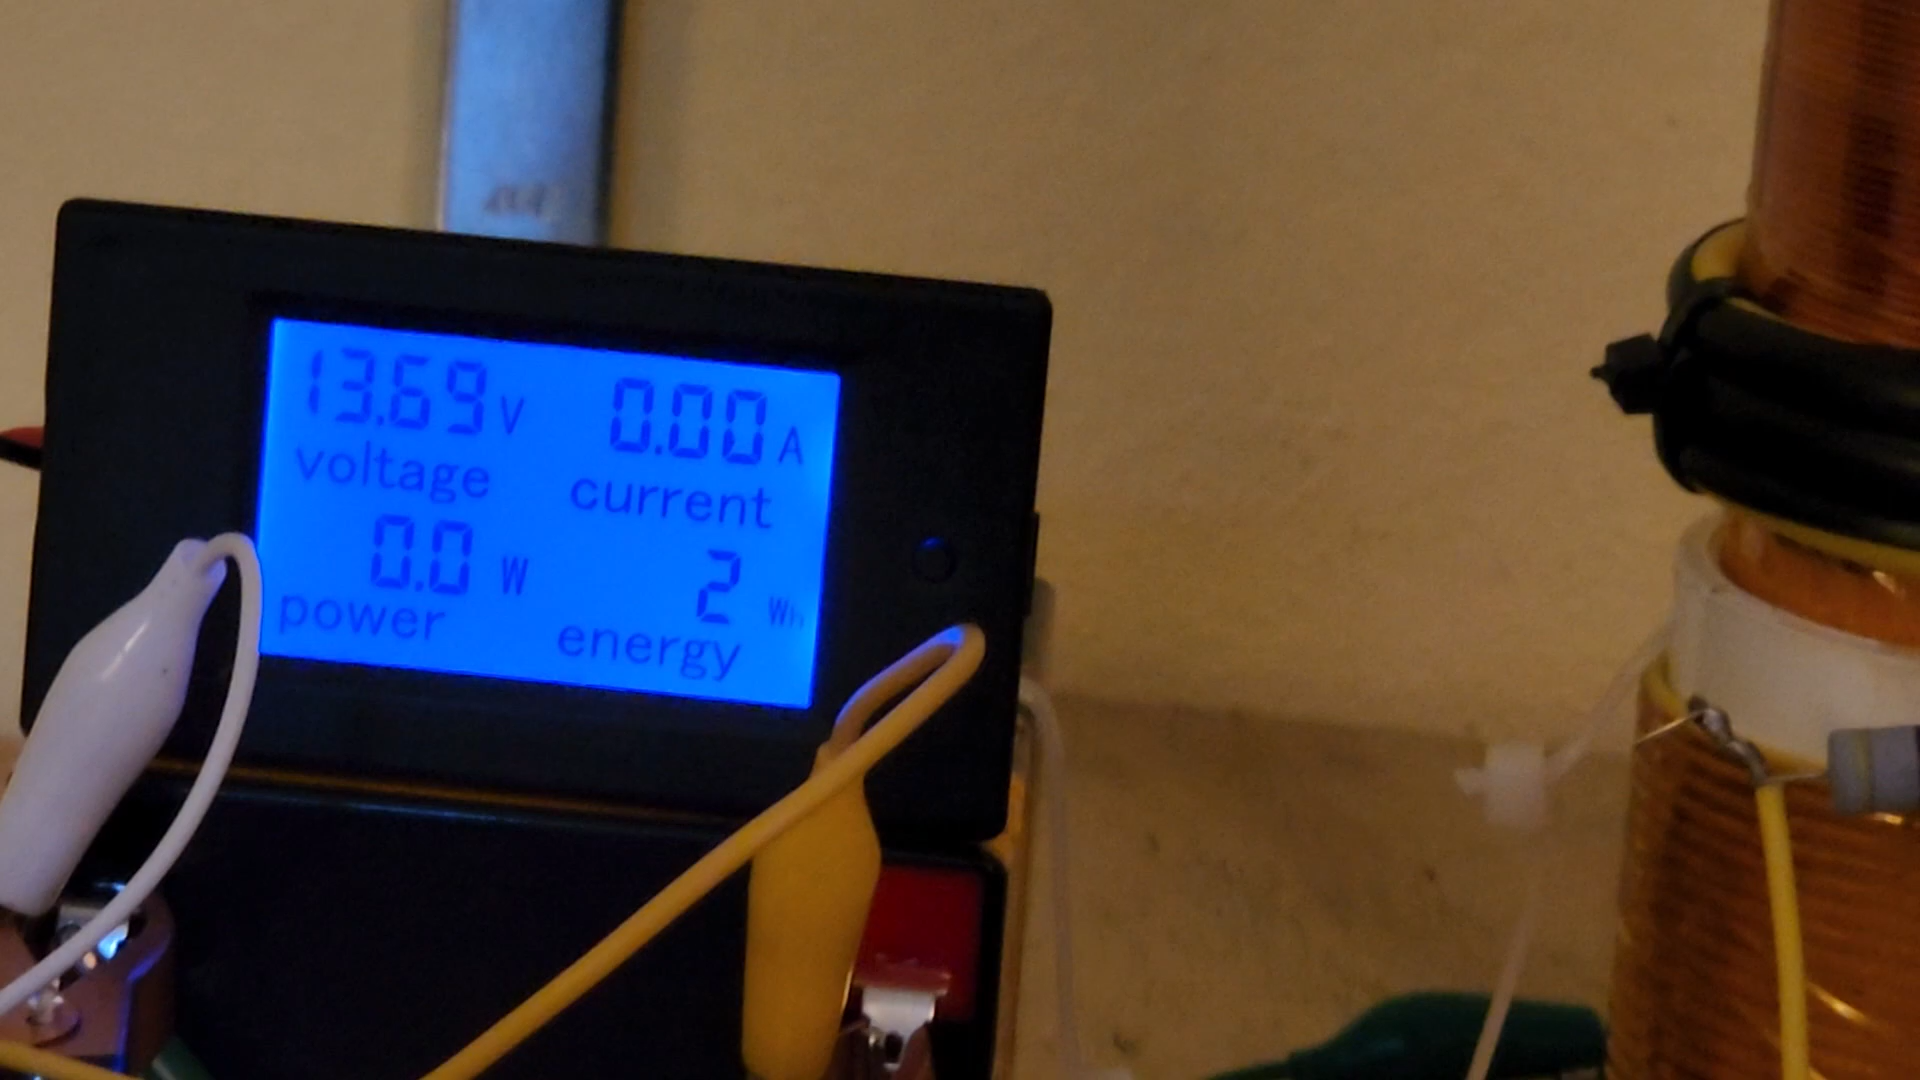 13.69 V 0.00 A
voltage current
0.0 W 2 Wh
power energy